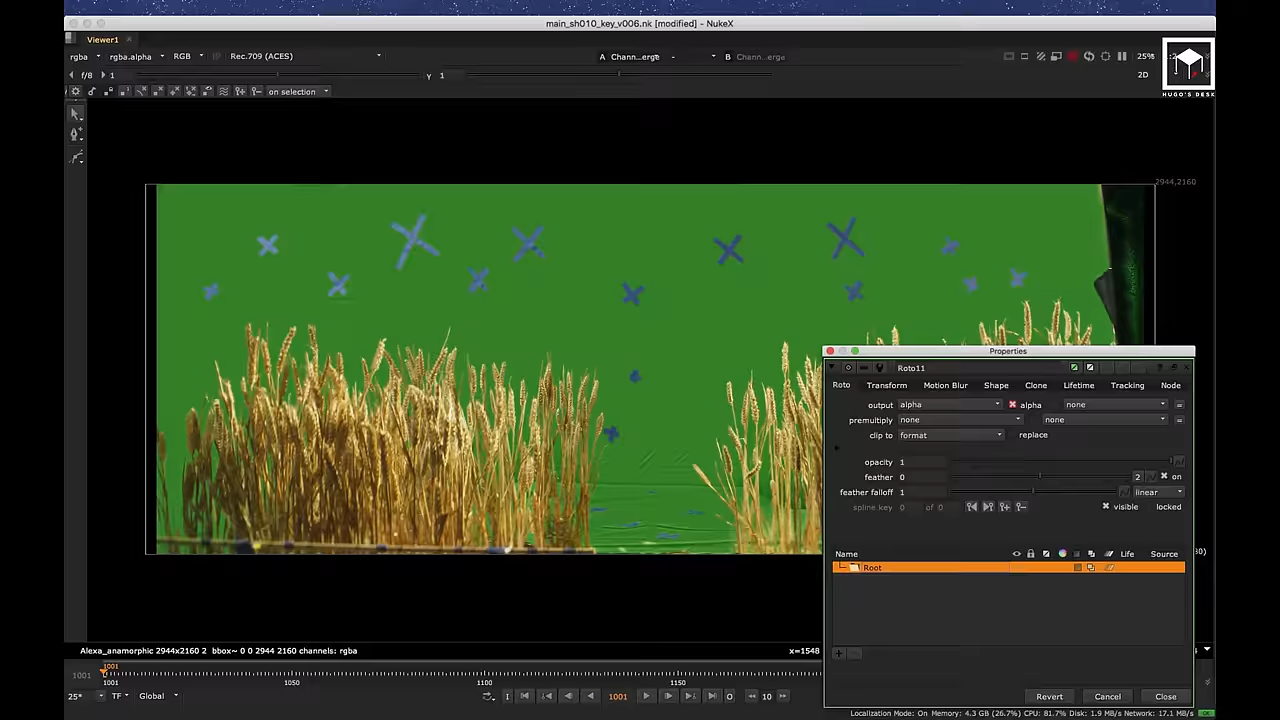 main_sh010_key_v006.nk [modified] - NukeX
Viewer1
rgba rgba.alpha RGB Rec.709 (ACES) A Chann...erge - B Chann...erge 25%
f/8 1 γ 1 2D
HUGO'S DESK
on selection
2944,2160
Properties
Roto11
Roto Transform Motion Blur Shape Clone Lifetime Tracking Node
output alpha alpha none =
premultiply none none =
clip to format replace
opacity 1
feather 0 2 on
feather falloff 1 linear
spline key 0 of 0 visible locked
Name Life Source
Root
Alexa_anamorphic 2944x2160 2 bbox~ 0 0 2944 2160 channels: rgba x=1548
1001
1001 1001 1050 1100 1150
25* TF Global I 1001 O 10
Revert Cancel Close
Localization Mode: On Memory: 4.3 GB (26.7%) CPU: 81.7% Disk: 1.9 MB/s Network: 17.1 MB/s